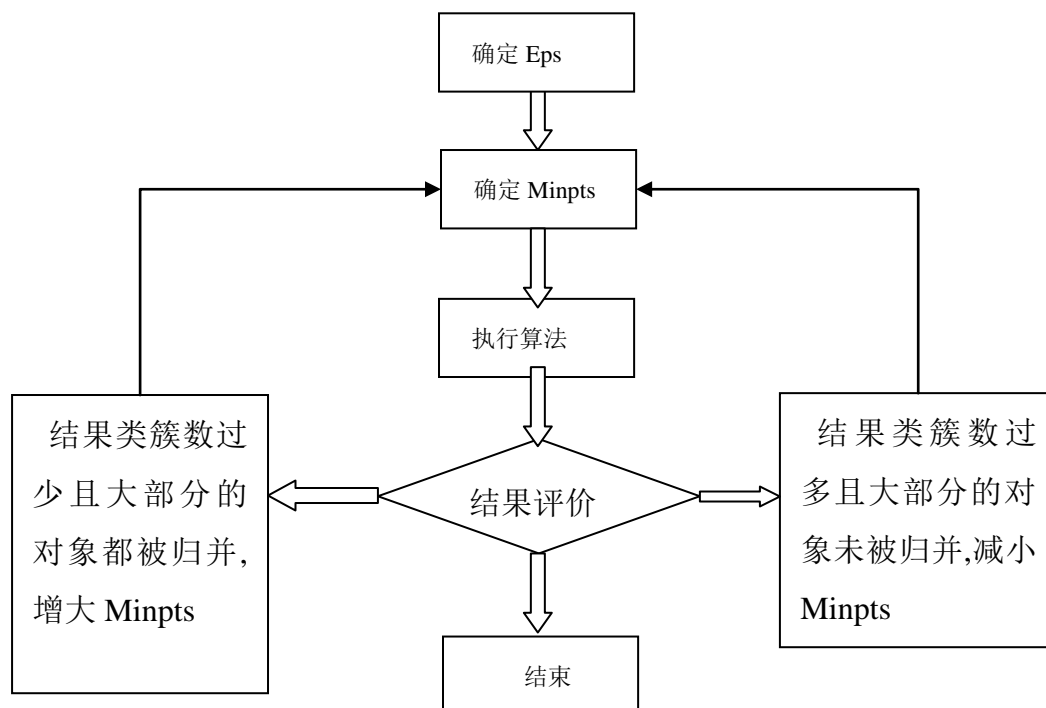 确定 Eps
确定 Minpts
执行算法
结果类簇数过
少且大部分的
对象都被归并,
增大 Minpts
结果评价
结果类簇数过
多且大部分的对
象未被归并,减小
Minpts
结束